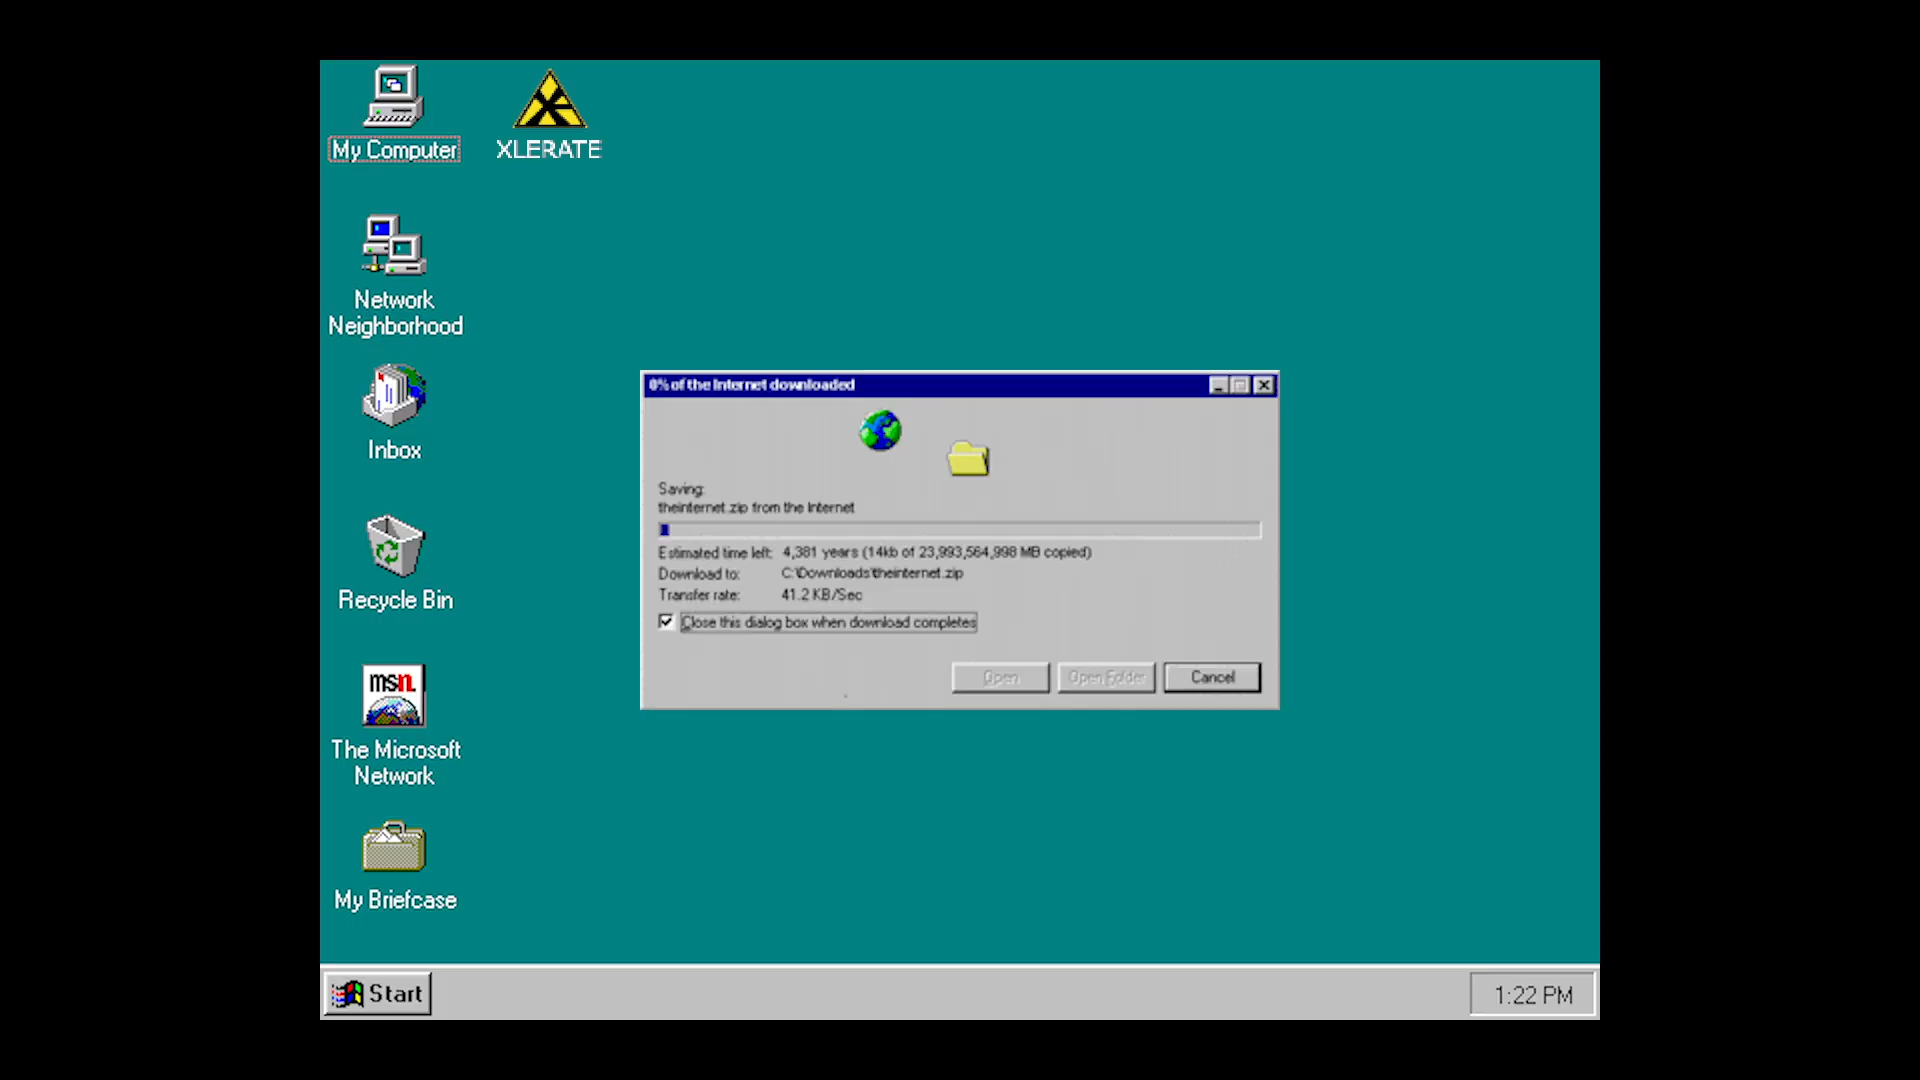 My Computer
XLERATE
Network
Neighborhood
Inbox
Recycle Bin
msn.
The Microsoft
Network
My Briefcase
0% of the Internet downloaded
Saving:
theinternet.zip from the Internet
Estimated time left: 4,381 years (14kb of 23,993,564,998 MB copied)
Download to: C:\Downloads\theinternet.zip
Transfer rate: 41.2 KB/Sec
Close this dialog box when download completes
Open Open Folder Cancel
Start
1:22 PM